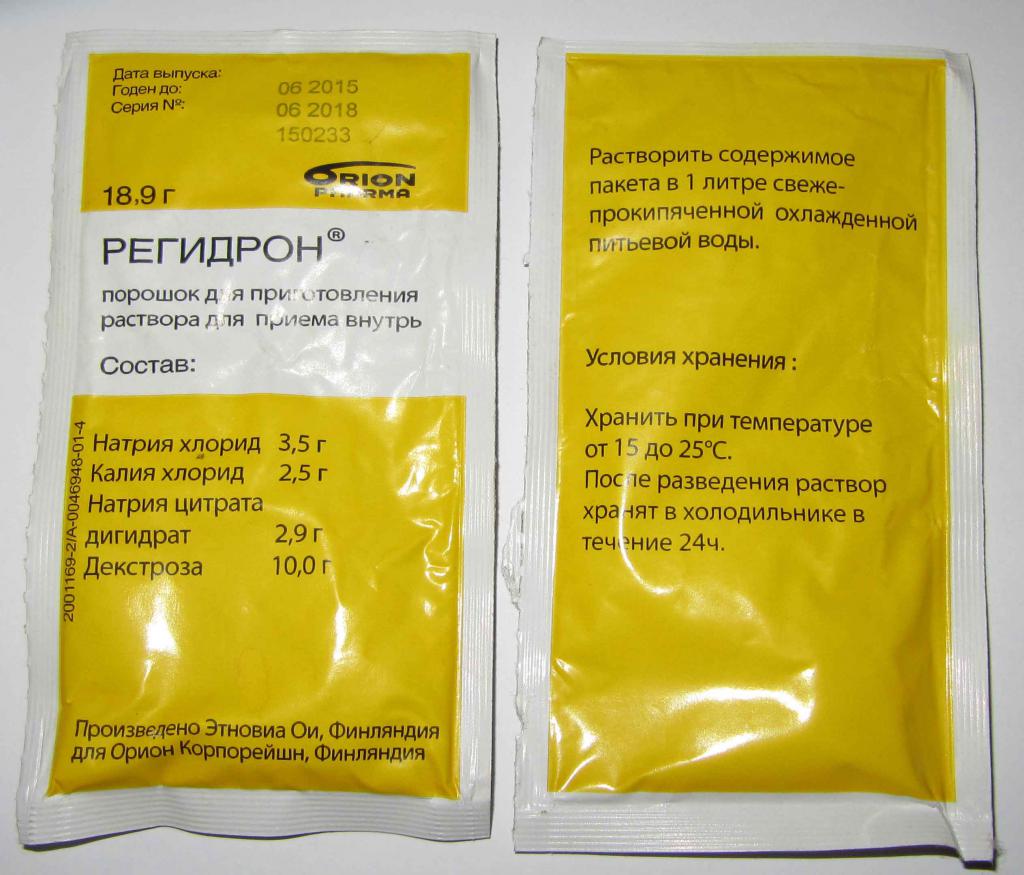 Дата выпуска: 06 2015
Годен до: 06 2018
Серия №: 150233
18,9 г
ORION
PHARMA
РЕГИДРОН®
порошок для приготовления
раствора для приема внутрь
Состав:
Натрия хлорид 3,5 г
Калия хлорид 2,5 г
Натрия цитрата
дигидрат 2,9 г
Декстроза 10,0 г
2001169-2/A-0046948-01-4
Произведено Этновиа Ои, Финляндия
для Орион Корпорейшн, Финляндия
Растворить содержимое
пакета в 1 литре свеже-
прокипяченной охлажденной
питьевой воды.
Условия хранения :
Хранить при температуре
от 15 до 25°С.
После разведения раствор
хранят в холодильнике в
течение 24ч.